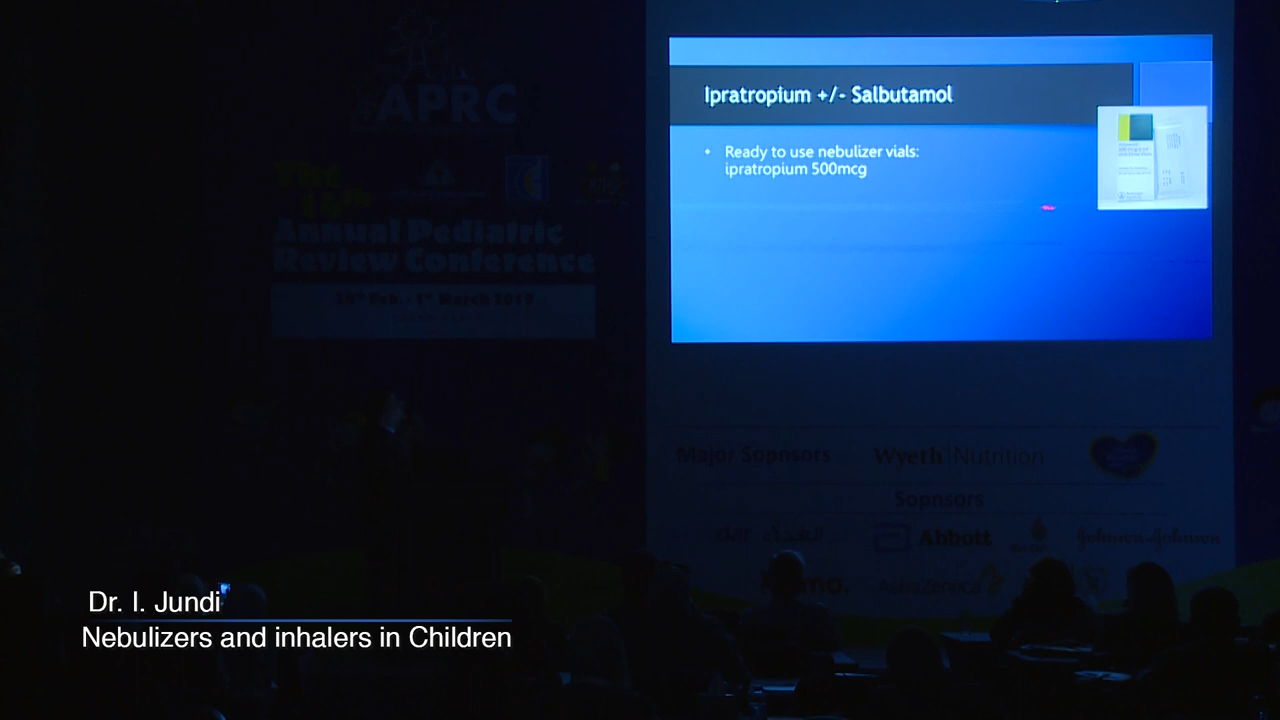 APRC
Annual Pediatric
Review Conference
Ipratropium +/- Salbutamol
• Ready to use nebulizer vials:
ipratropium 500mcg
Major Sopnsors
Wyeth Nutrition
Sopnsors
Abbott
Johnson & Johnson
AstraZeneca
Dr. I. Jundi
Nebulizers and inhalers in Children